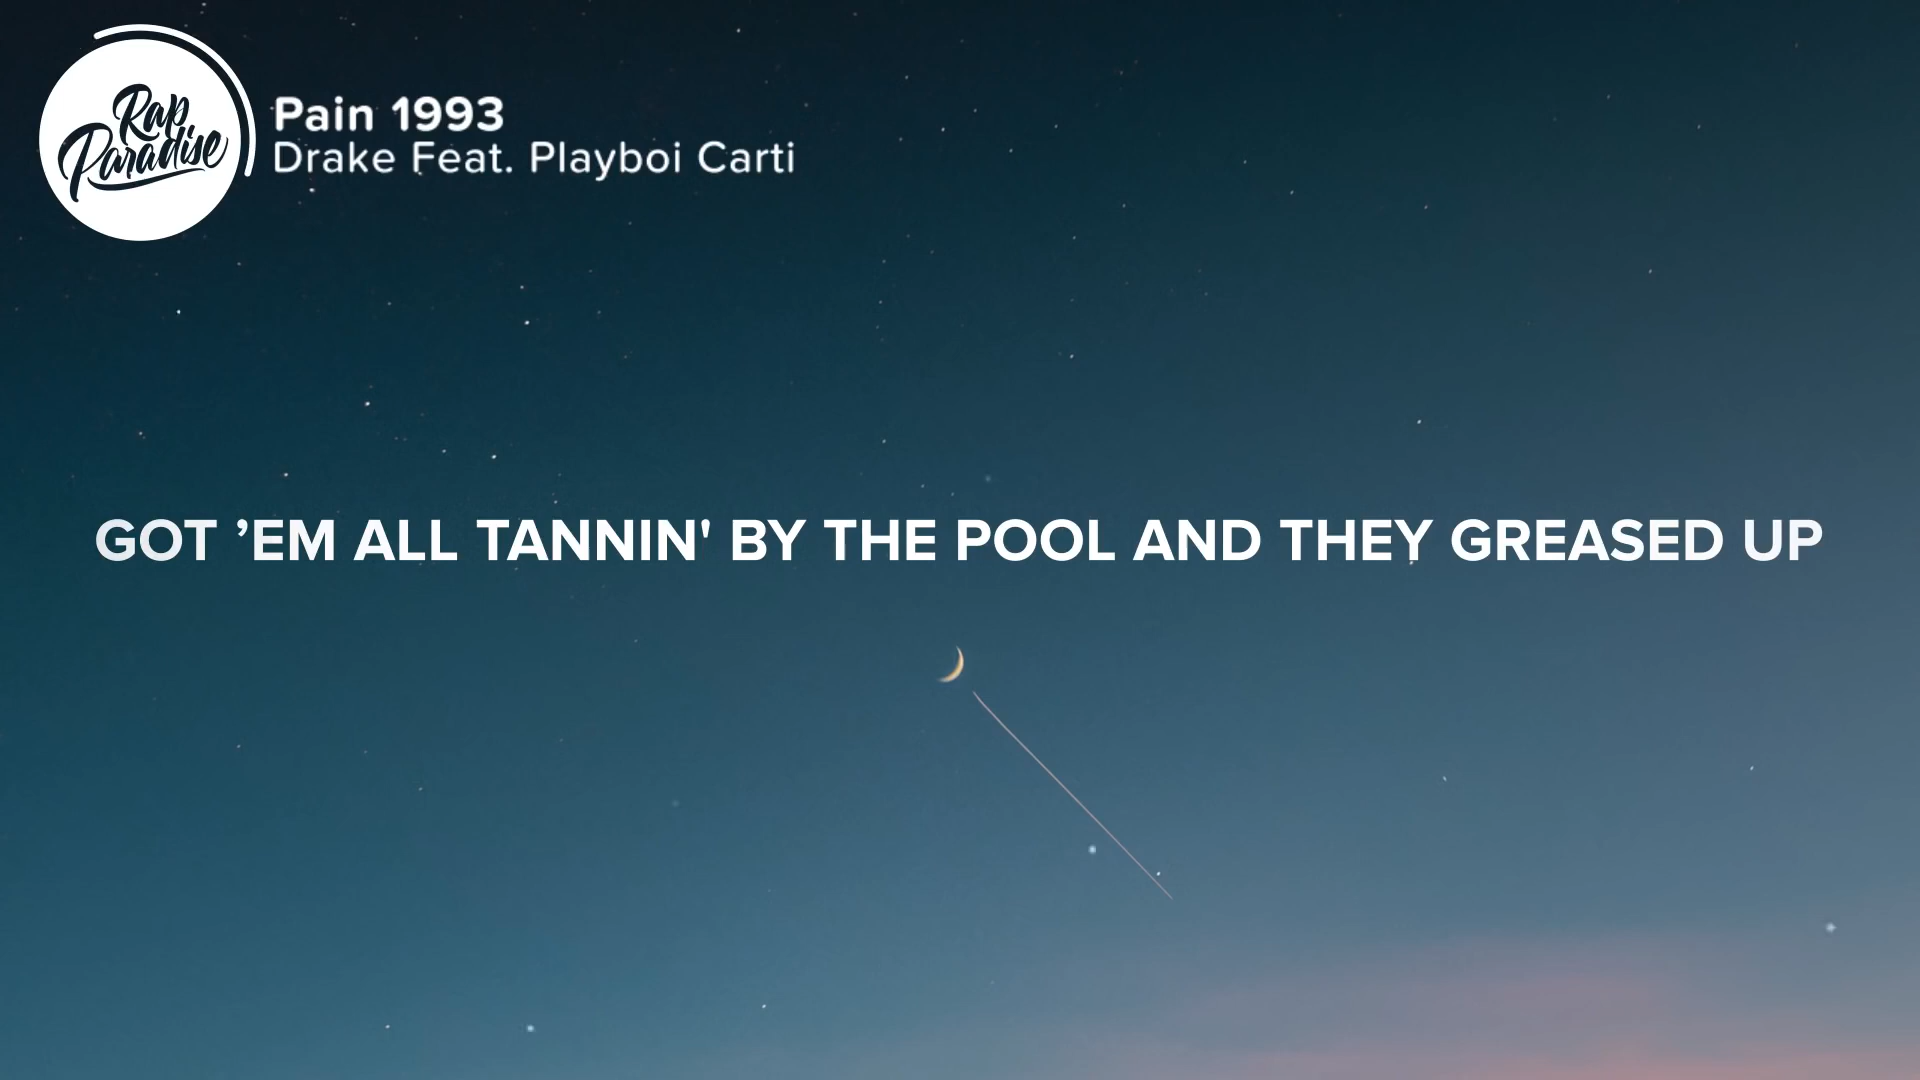 Rap
Paradise
Pain 1993
Drake Feat. Playboi Carti
GOT ’EM ALL TANNIN' BY THE POOL AND THEY GREASED UP